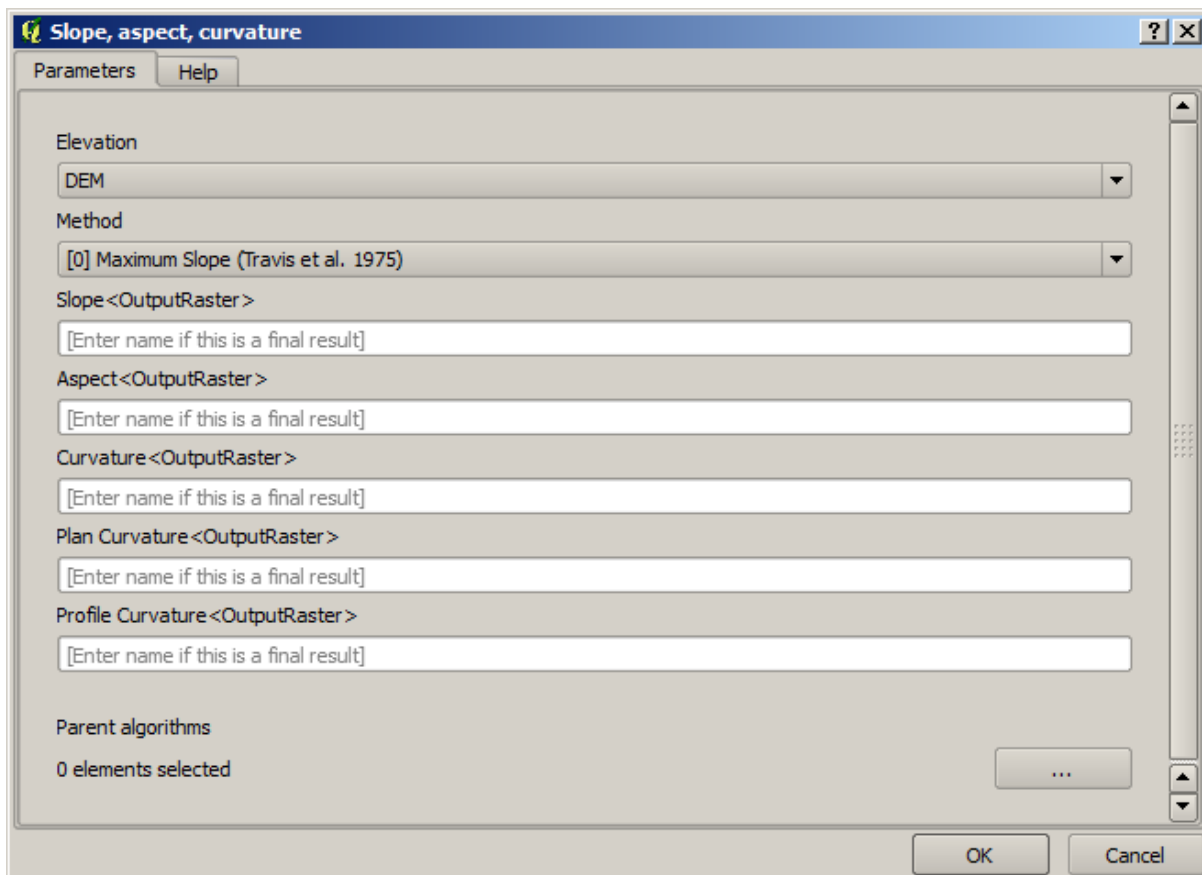 Slope, aspect, curvature
Parameters Help
Elevation
DEM
Method
[0] Maximum Slope (Travis et al. 1975)
Slope<OutputRaster>
[Enter name if this is a final result]
Aspect<OutputRaster>
[Enter name if this is a final result]
Curvature<OutputRaster>
[Enter name if this is a final result]
Plan Curvature<OutputRaster>
[Enter name if this is a final result]
Profile Curvature<OutputRaster>
[Enter name if this is a final result]
Parent algorithms
0 elements selected ...
OK Cancel